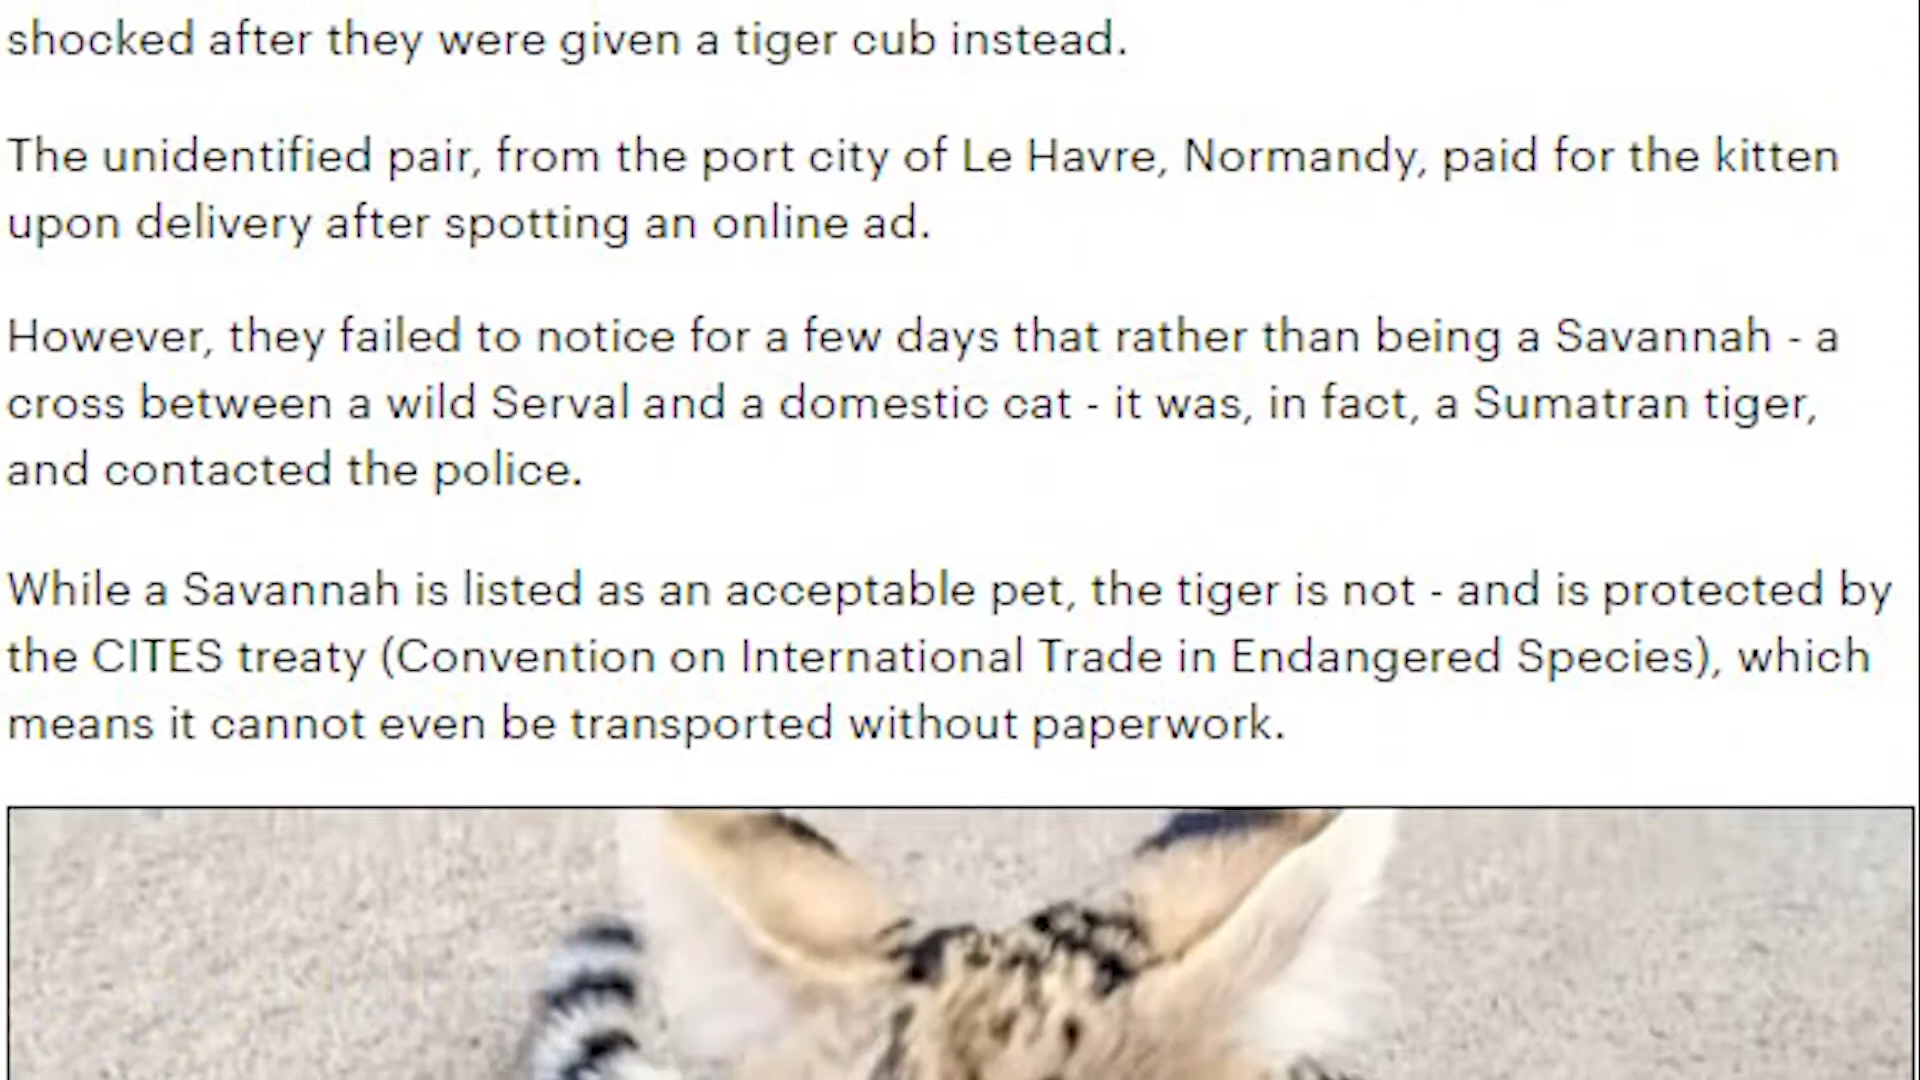 shocked after they were given a tiger cub instead.
The unidentified pair, from the port city of Le Havre, Normandy, paid for the kitten
upon delivery after spotting an online ad.
However, they failed to notice for a few days that rather than being a Savannah - a
cross between a wild Serval and a domestic cat - it was, in fact, a Sumatran tiger,
and contacted the police.
While a Savannah is listed as an acceptable pet, the tiger is not - and is protected by
the CITES treaty (Convention on International Trade in Endangered Species), which
means it cannot even be transported without paperwork.